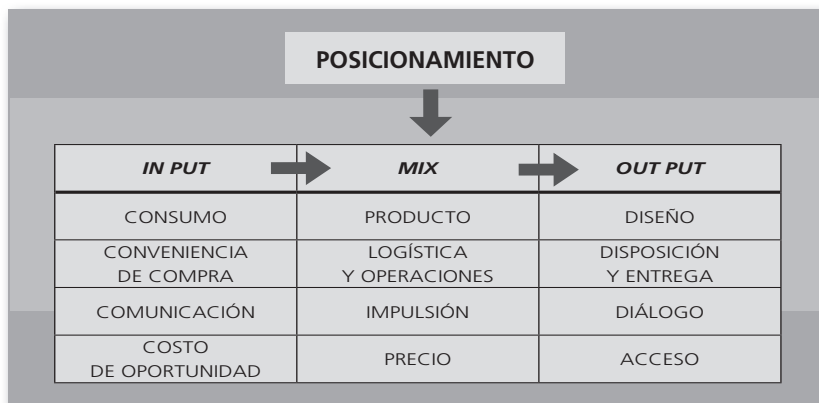 POSICIONAMIENTO
IN PUT MIX OUT PUT
CONSUMO PRODUCTO DISEÑO
CONVENIENCIA LOGÍSTICA DISPOSICIÓN
DE COMPRA Y OPERACIONES Y ENTREGA
COMUNICACIÓN IMPULSIÓN DIÁLOGO
COSTO
DE OPORTUNIDAD PRECIO ACCESO